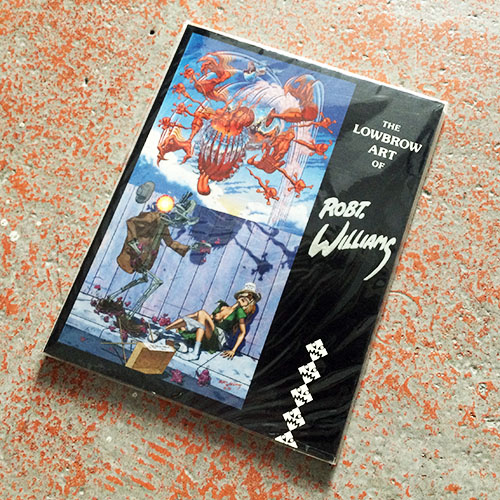 THE
LOWBROW
ART
OF
ROBT.
WILLIAMS